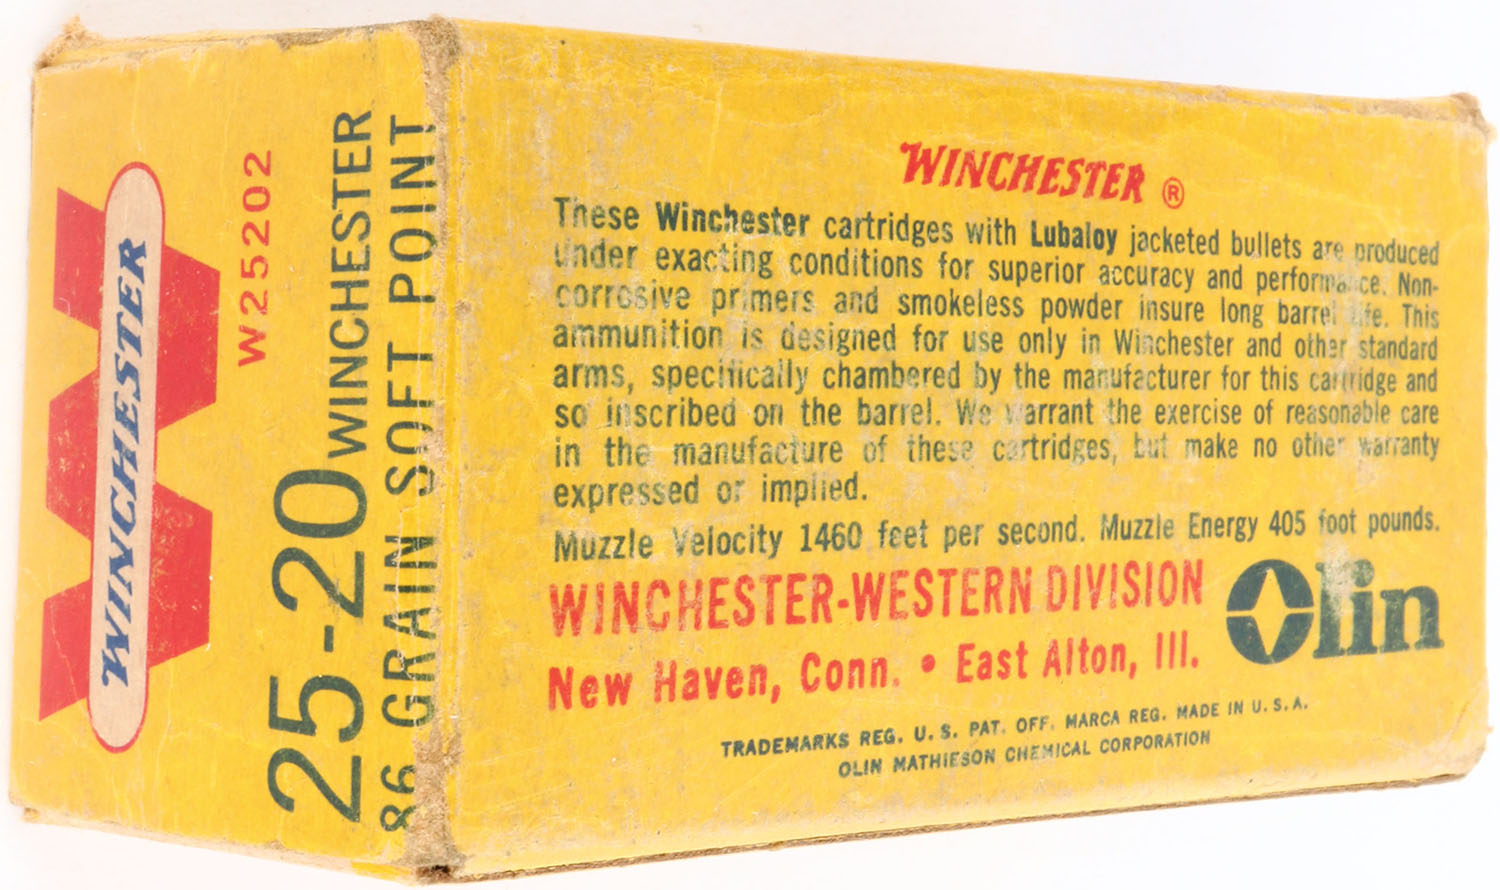 WINCHESTER
W25202
25-20 WINCHESTER
86 GRAIN SOFT POINT
WINCHESTER ®
These Winchester cartridges with Lubaloy jacketed bullets are produced
under exacting conditions for superior accuracy and performance. Non-
corrosive primers and smokeless powder insure long barrel life. This
ammunition is designed for use only in Winchester and other standard
arms, specifically chambered by the manufacturer for this cartridge and
so inscribed on the barrel. We warrant the exercise of reasonable care
in the manufacture of these cartridges, but make no other warranty
expressed or implied.
Muzzle Velocity 1460 feet per second. Muzzle Energy 405 foot pounds.
WINCHESTER-WESTERN DIVISION
New Haven, Conn. • East Alton, Ill.
Olin
TRADEMARKS REG. U. S. PAT. OFF. MARCA REG. MADE IN U. S. A.
OLIN MATHIESON CHEMICAL CORPORATION